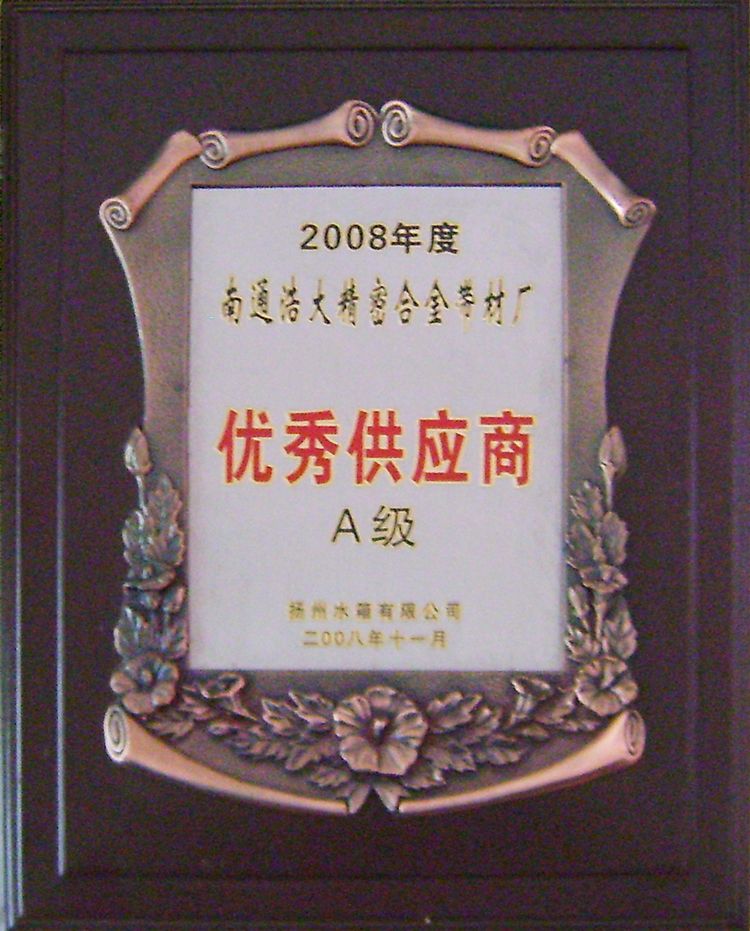 2008年度
南通浩大精密合金带材厂
优秀供应商
A级
扬州水箱有限公司
二00八年十一月